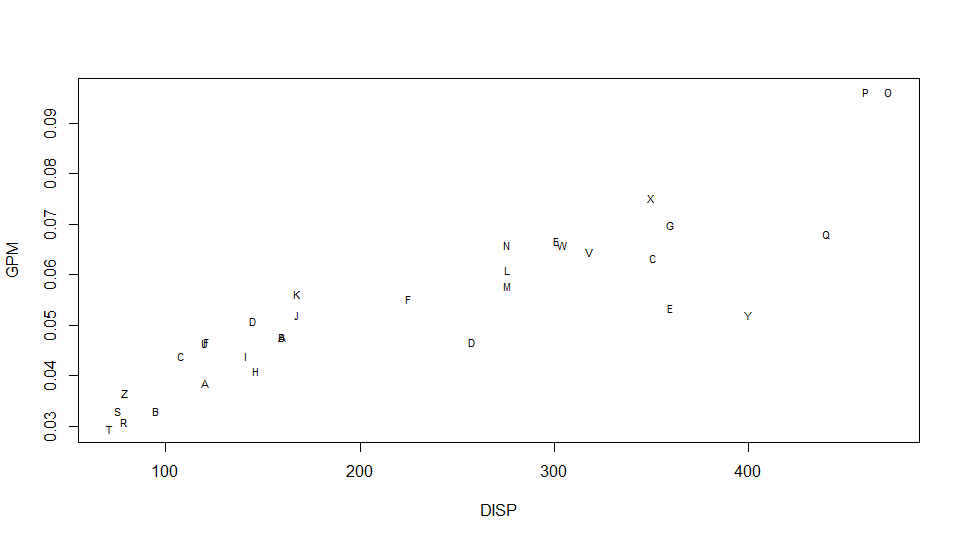 P O
0.09
0.08
X
0.07
G
Q
N E W
V
C
GPM
0.06
L
M
K
F
E
J Y
0.05
D
B A
U F D
C I
H
0.04
A
Z
S B
R
0.03
T
100 200 300 400
DISP